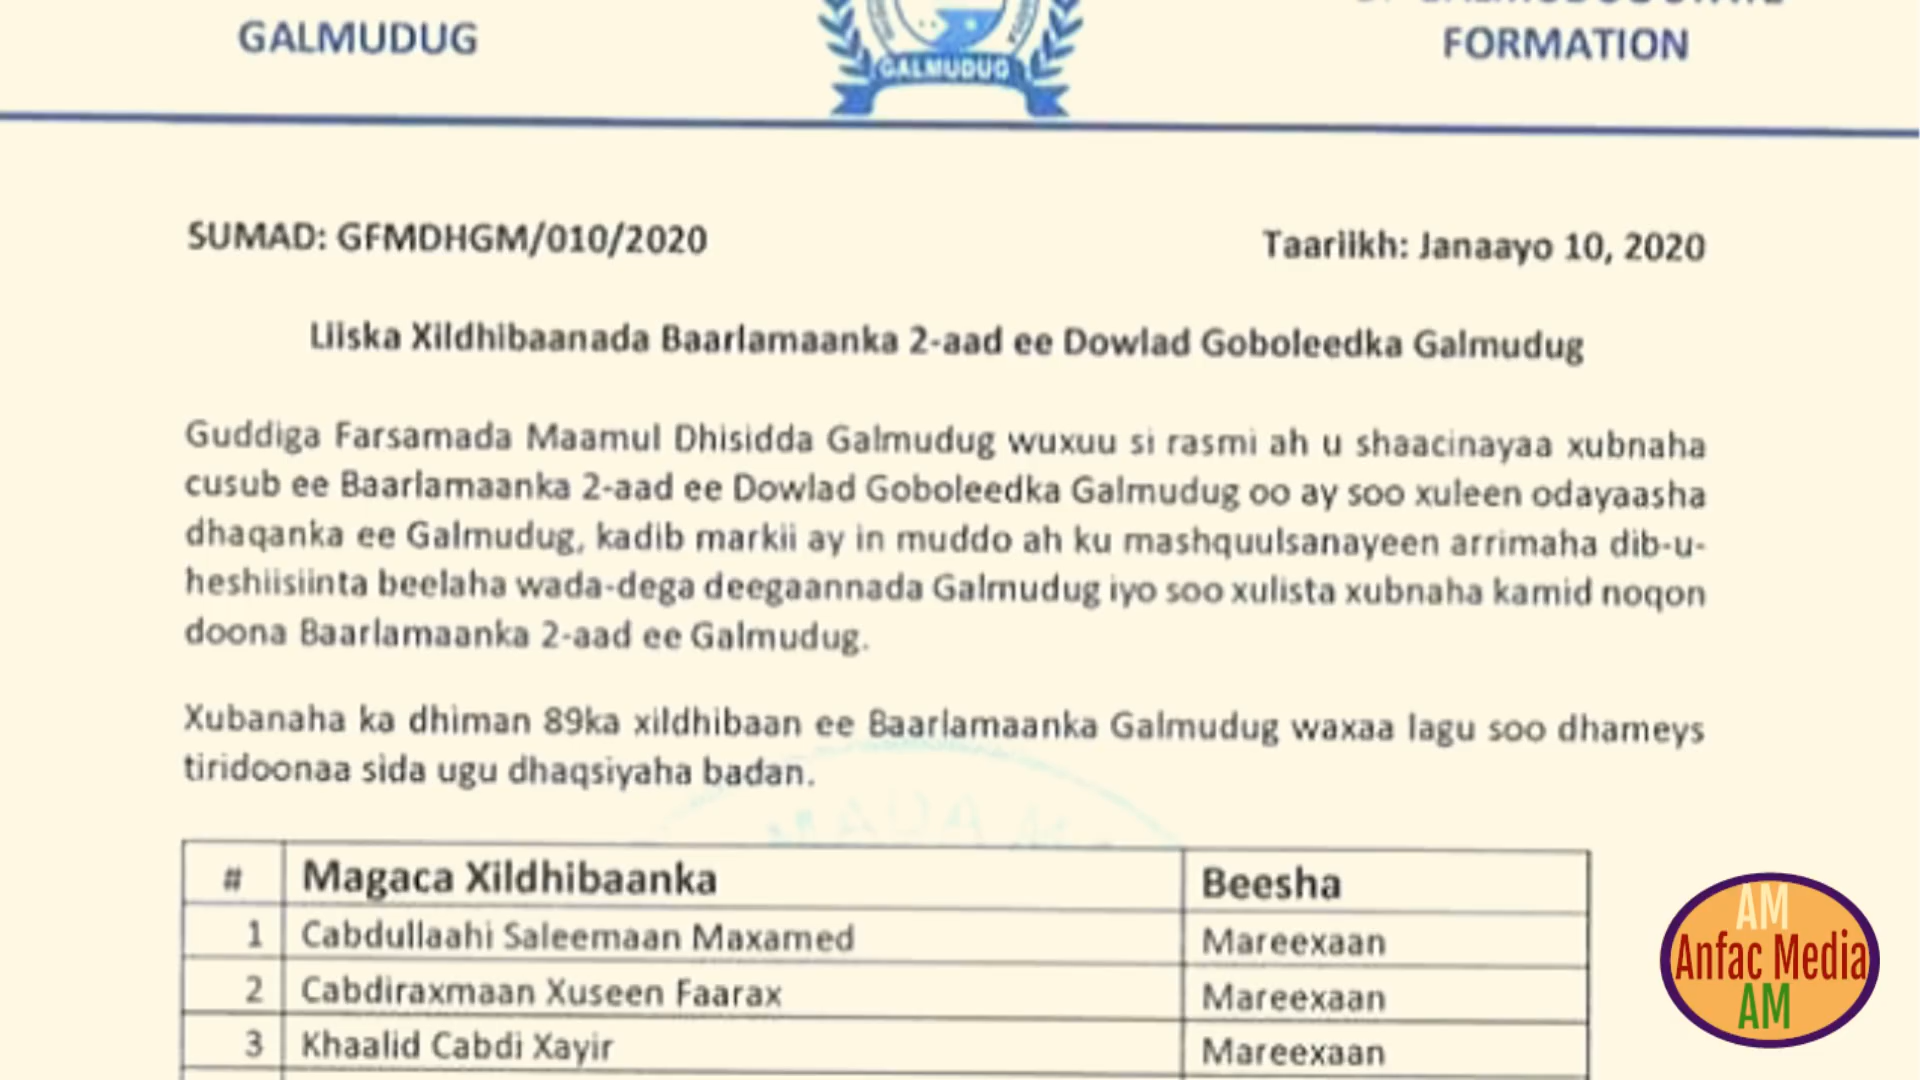 GALMUDUG
FORMATION
GALMUDUG
SUMAD: GFMDHGM/010/2020
Taariikh: Janaayo 10, 2020
Liiska Xildhibaanada Baarlamaanka 2-aad ee Dowlad Goboleedka Galmudug
Guddiga Farsamada Maamul Dhisidda Galmudug wuxuu si rasmi ah u shaacinayaa xubnaha
cusub ee Baarlamaanka 2-aad ee Dowlad Goboleedka Galmudug oo ay soo xuleen odayaasha
dhaqanka ee Galmudug, kadib markii ay in muddo ah ku mashquulsanayeen arrimaha dib-u-
heshiisiinta beelaha wada-dega deegaannada Galmudug iyo soo xulista xubnaha kamid noqon
doona Baarlamaanka 2-aad ee Galmudug.
Xubanaha ka dhiman 89ka xildhibaan ee Baarlamaanka Galmudug waxaa lagu soo dhameys
tiridoonaa sida ugu dhaqsiyaha badan.
# Magaca Xildhibaanka Beesha
1 Cabdullaahi Saleemaan Maxamed Mareexaan
2 Cabdiraxmaan Xuseen Faarax Mareexaan
3 Khaalid Cabdi Xayir Mareexaan
AM
Anfac Media
AM